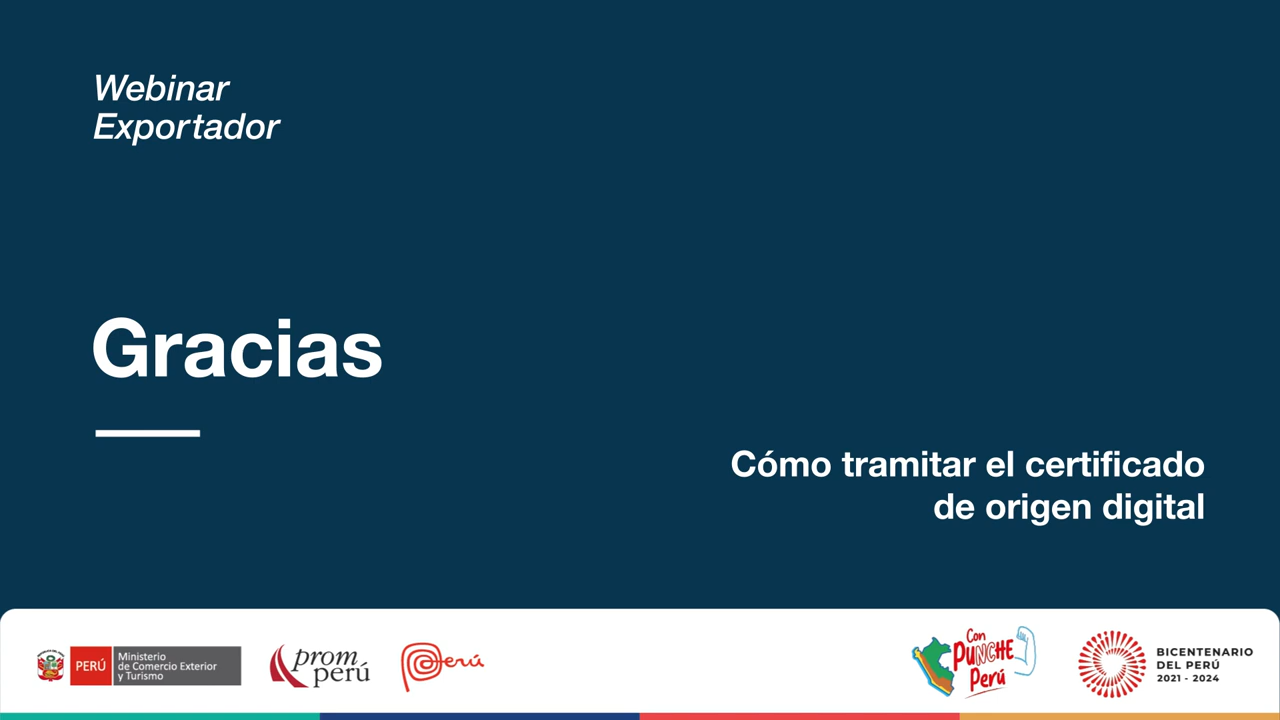 Webinar
Exportador
Gracias
Cómo tramitar el certificado
de origen digital
PERÚ
Ministerio
de Comercio Exterior
y Turismo
prom
perú
Perú
Con
PUNCHE
Perú
BICENTENARIO
DEL PERÚ
2021 - 2024